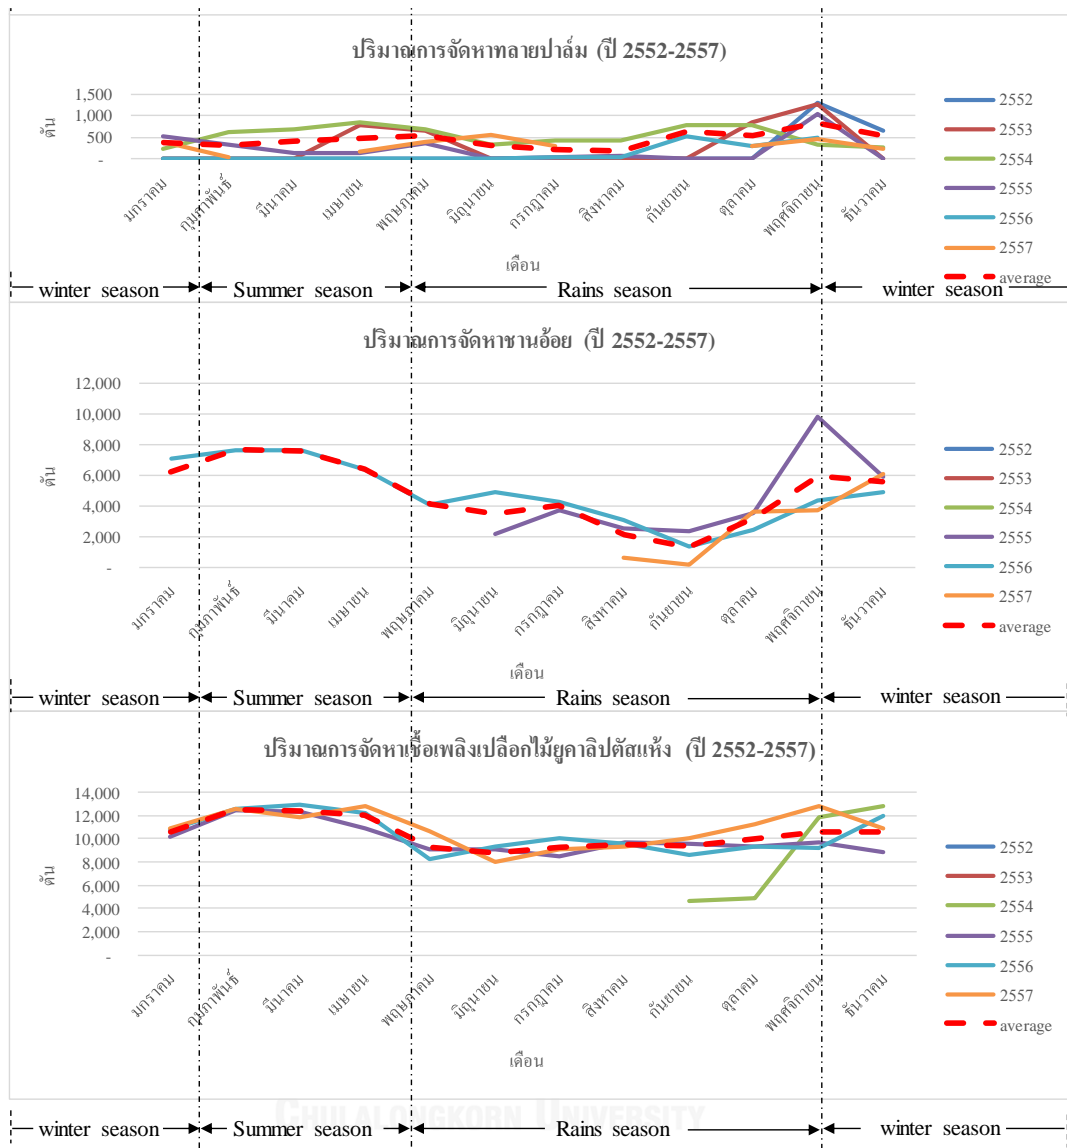 ปริมาณการจัดหาทลายปาล์ม (ปี 2552-2557)
1,500
1,000
500
-
ตัน
มกราคม
กุมภาพันธ์
มีนาคม
เมษายน
พฤษภาคม
มิถุนายน
กรกฎาคม
สิงหาคม
กันยายน
ตุลาคม
พฤศจิกายน
ธันวาคม
เดือน
2552
2553
2554
2555
2556
2557
average
winter season Summer season Rains season winter season
ปริมาณการจัดหาชานอ้อย (ปี 2552-2557)
12,000
10,000
8,000
6,000
4,000
2,000
-
ตัน
มกราคม
กุมภาพันธ์
มีนาคม
เมษายน
พฤษภาคม
มิถุนายน
กรกฎาคม
สิงหาคม
กันยายน
ตุลาคม
พฤศจิกายน
ธันวาคม
เดือน
2552
2553
2554
2555
2556
2557
average
winter season Summer season Rains season winter season
ปริมาณการจัดหาเชื้อเพลิงเปลือกไม้ยูคาลิปตัสแห้ง (ปี 2552-2557)
14,000
12,000
10,000
8,000
6,000
4,000
2,000
-
ตัน
มกราคม
กุมภาพันธ์
มีนาคม
เมษายน
พฤษภาคม
มิถุนายน
กรกฎาคม
สิงหาคม
กันยายน
ตุลาคม
พฤศจิกายน
ธันวาคม
เดือน
2552
2553
2554
2555
2556
2557
average
CHULALONGKORN UNIVERSITY
winter season Summer season Rains season winter season